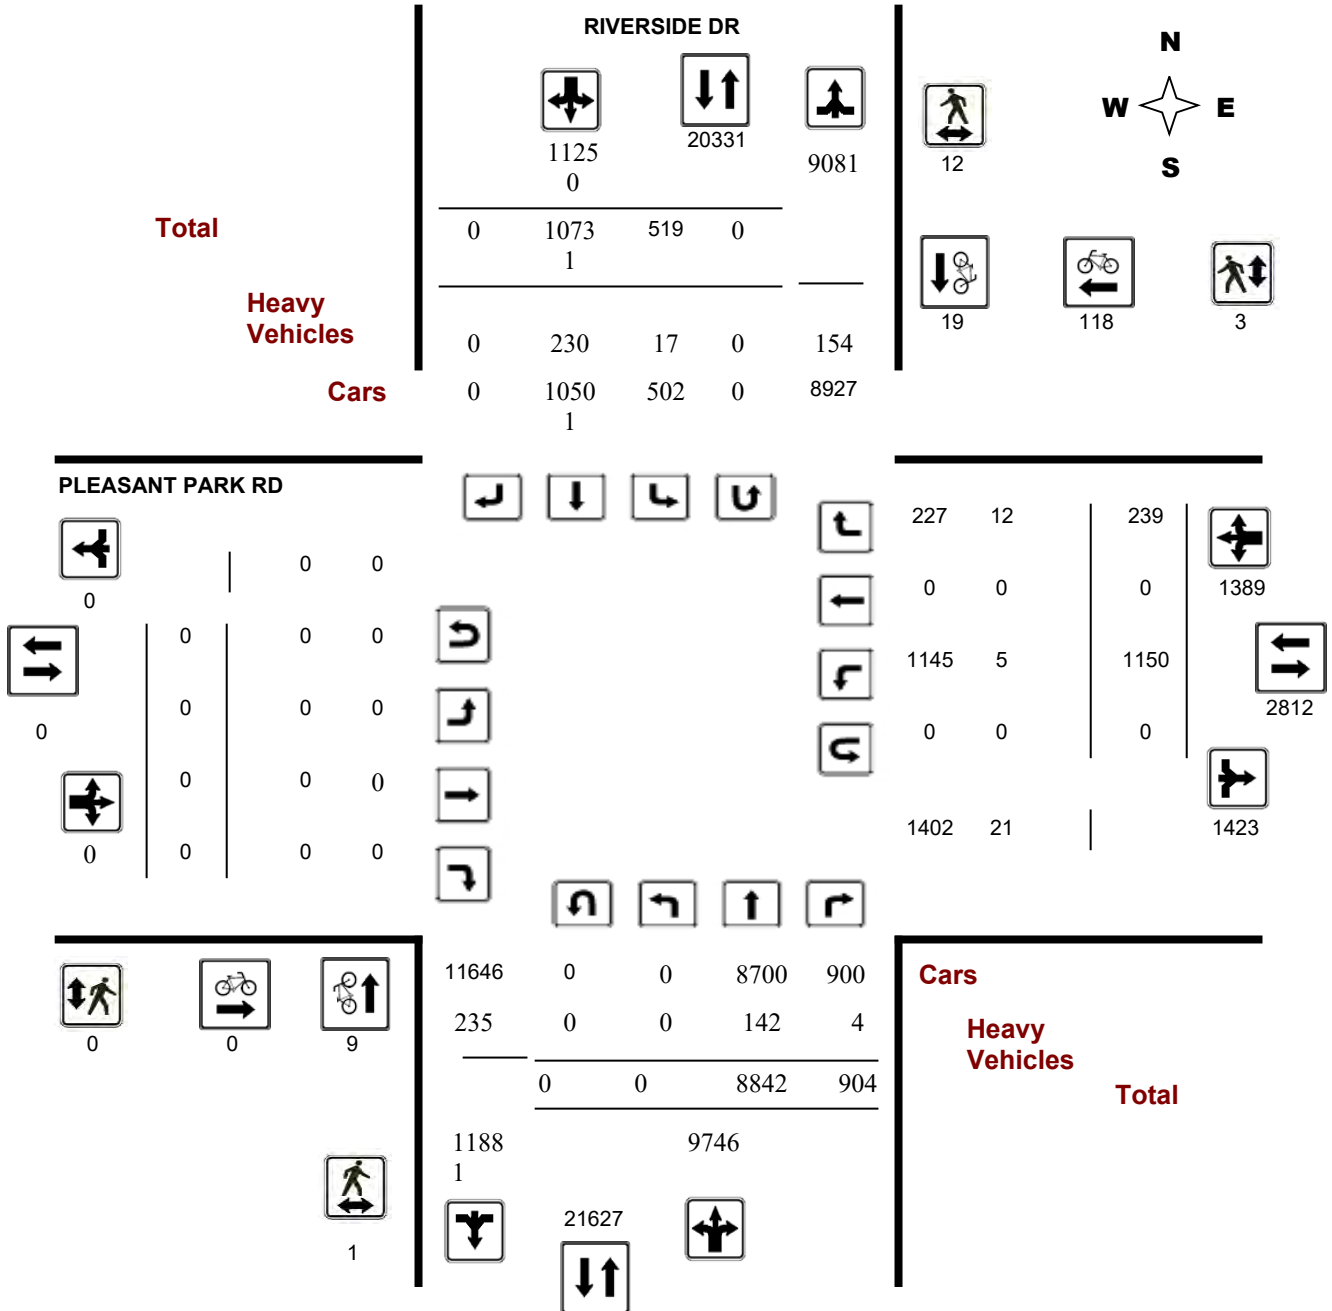 RIVERSIDE DR
N
W E
S
1125
0
20331
9081
12
Total
0 1073
1 519 0
19 118 3
Heavy
Vehicles
0 230 17 0 154
Cars
0 1050
1 502 0 8927
PLEASANT PARK RD
227 12 239
0 0
0
0 0 0 1389
0 0 0
1145 5 1150
2812
0 0 0
0
0 0 0
0 0 0
1402 21 1423
0
0 0 0
11646 0 0 8700 900
Cars
235 0 0 142 4
Heavy
Vehicles
0 0 9
0 0 8842 904
Total
1188
1
9746
21627
1